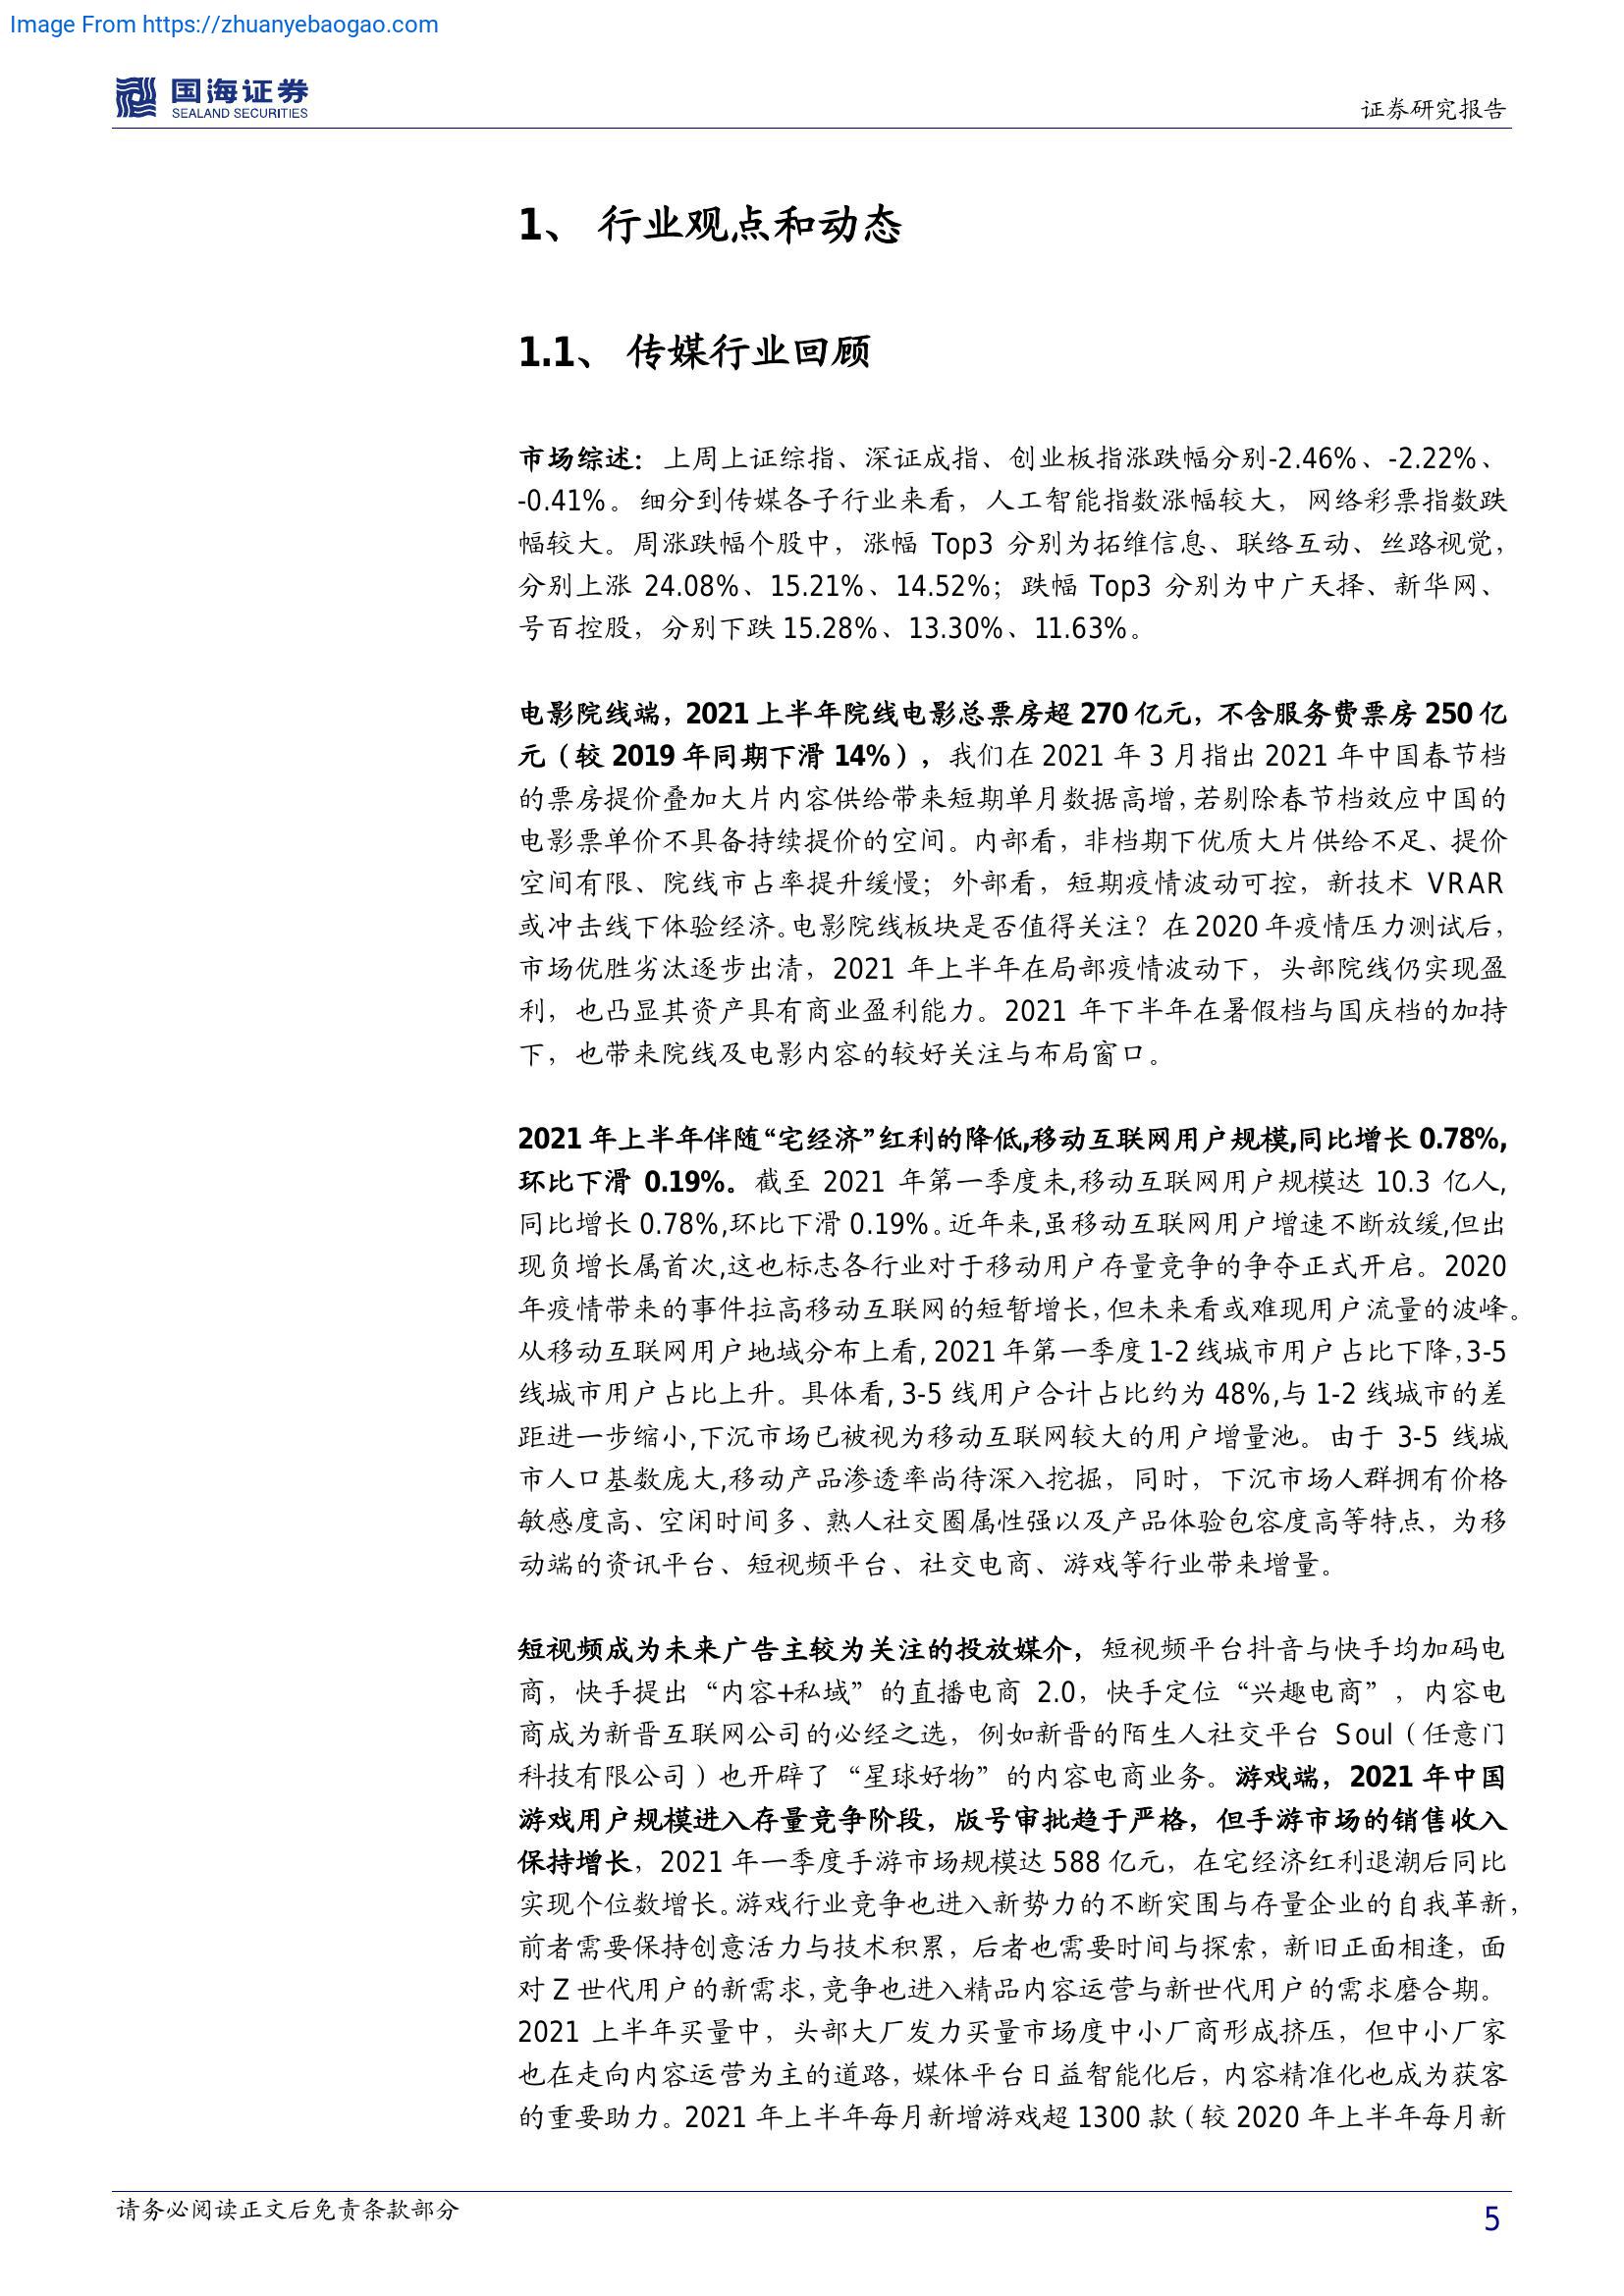 Image From https://zhuanyebaogao.com
国海证券
SEALAND SECURITIES
证券研究报告
1、 行业观点和动态
1.1、 传媒行业回顾
市场综述：上周上证综指、深证成指、创业板指涨跌幅分别-2.46%、-2.22%、
-0.41%。细分到传媒各子行业来看，人工智能指数涨幅较大，网络彩票指数跌
幅较大。周涨跌幅个股中，涨幅 Top3 分别为拓维信息、联络互动、丝路视觉，
分别上涨 24.08%、15.21%、14.52%；跌幅 Top3 分别为中广天择、新华网、
号百控股，分别下跌 15.28%、13.30%、11.63%。
电影院线端，2021 上半年院线电影总票房超 270 亿元，不含服务费票房 250 亿
元（较 2019 年同期下滑 14%），我们在 2021 年 3 月指出 2021 年中国春节档
的票房提价叠加大片内容供给带来短期单月数据高增，若剔除春节档效应中国的
电影票单价不具备持续提价的空间。内部看，非档期下优质大片供给不足、提价
空间有限、院线市占率提升缓慢；外部看，短期疫情波动可控，新技术 VRAR
或冲击线下体验经济。电影院线板块是否值得关注？在 2020 年疫情压力测试后，
市场优胜劣汰逐步出清，2021 年上半年在局部疫情波动下，头部院线仍实现盈
利，也凸显其资产具有商业盈利能力。2021 年下半年在暑假档与国庆档的加持
下，也带来院线及电影内容的较好关注与布局窗口。
2021 年上半年伴随“宅经济”红利的降低,移动互联网用户规模,同比增长 0.78%,
环比下滑 0.19%。截至 2021 年第一季度末,移动互联网用户规模达 10.3 亿人,
同比增长 0.78%,环比下滑 0.19%。近年来,虽移动互联网用户增速不断放缓,但出
现负增长属首次,这也标志各行业对于移动用户存量竞争的争夺正式开启。2020
年疫情带来的事件拉高移动互联网的短暂增长,但未来看或难现用户流量的波峰。
从移动互联网用户地域分布上看, 2021 年第一季度 1-2 线城市用户占比下降,3-5
线城市用户占比上升。具体看, 3-5 线用户合计占比约为 48%,与 1-2 线城市的差
距进一步缩小,下沉市场已被视为移动互联网较大的用户增量池。由于 3-5 线城
市人口基数庞大,移动产品渗透率尚待深入挖掘，同时，下沉市场人群拥有价格
敏感度高、空闲时间多、熟人社交圈属性强以及产品体验包容度高等特点，为移
动端的资讯平台、短视频平台、社交电商、游戏等行业带来增量。
短视频成为未来广告主较为关注的投放媒介，短视频平台抖音与快手均加码电
商，快手提出“内容+私域”的直播电商 2.0，快手定位“兴趣电商”，内容电
商成为新晋互联网公司的必经之选，例如新晋的陌生人社交平台 Soul（任意门
科技有限公司）也开辟了“星球好物”的内容电商业务。游戏端，2021 年中国
游戏用户规模进入存量竞争阶段，版号审批趋于严格，但手游市场的销售收入
保持增长，2021 年一季度手游市场规模达 588 亿元，在宅经济红利退潮后同比
实现个位数增长。游戏行业竞争也进入新势力的不断突围与存量企业的自我革新，
前者需要保持创意活力与技术积累，后者也需要时间与探索，新旧正面相逢，面
对 Z 世代用户的新需求，竞争也进入精品内容运营与新世代用户的需求磨合期。
2021 上半年买量中，头部大厂发力买量市场度中小厂商形成挤压，但中小厂家
也在走向内容运营为主的道路，媒体平台日益智能化后，内容精准化也成为获客
的重要助力。2021 年上半年每月新增游戏超 1300 款（较 2020 年上半年每月新
请务必阅读正文后免责条款部分
5